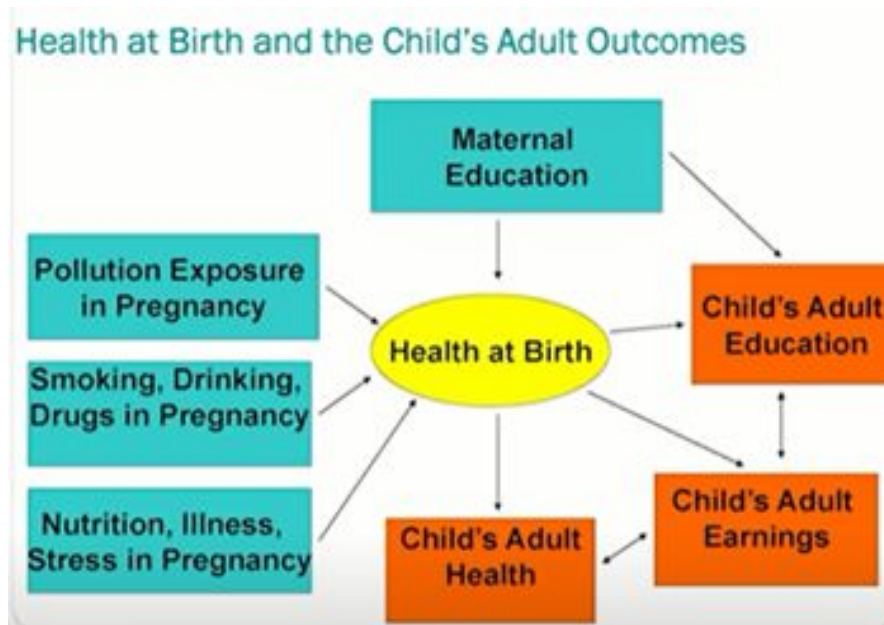 Health at Birth and the Child's Adult Outcomes
Maternal
Education
Pollution Exposure
in Pregnancy
Child's Adult
Education
Health at Birth
Smoking, Drinking,
Drugs in Pregnancy
Nutrition, Illness,
Stress in Pregnancy
Child's Adult
Health
Child's Adult
Earnings